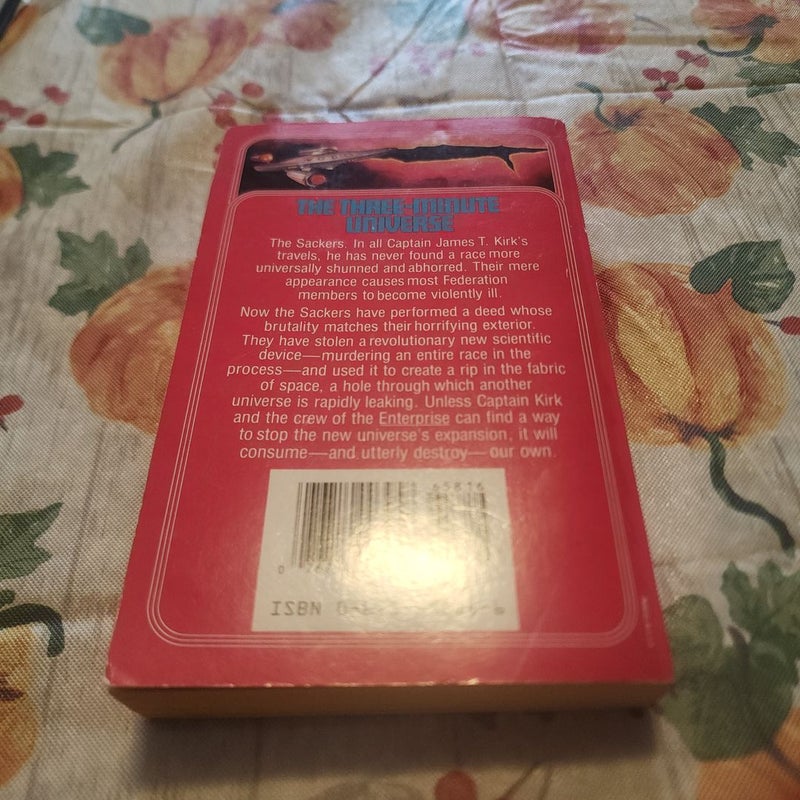 THE THREE-MINUTE
UNIVERSE
The Sackers. In all Captain James T. Kirk's
travels, he has never found a race more
universally shunned and abhorred. Their mere
appearance causes most Federation
members to become violently ill.
Now the Sackers have performed a deed whose
brutality matches their horrifying exterior.
They have stolen a revolutionary new scientific
device—murdering an entire race in the
process—and used it to create a rip in the fabric
of space, a hole through which another
universe is rapidly leaking. Unless Captain Kirk
and the crew of the Enterprise can find a way
to stop the new universe's expansion, it will
consume—and utterly destroy—our own.
65816
ISBN